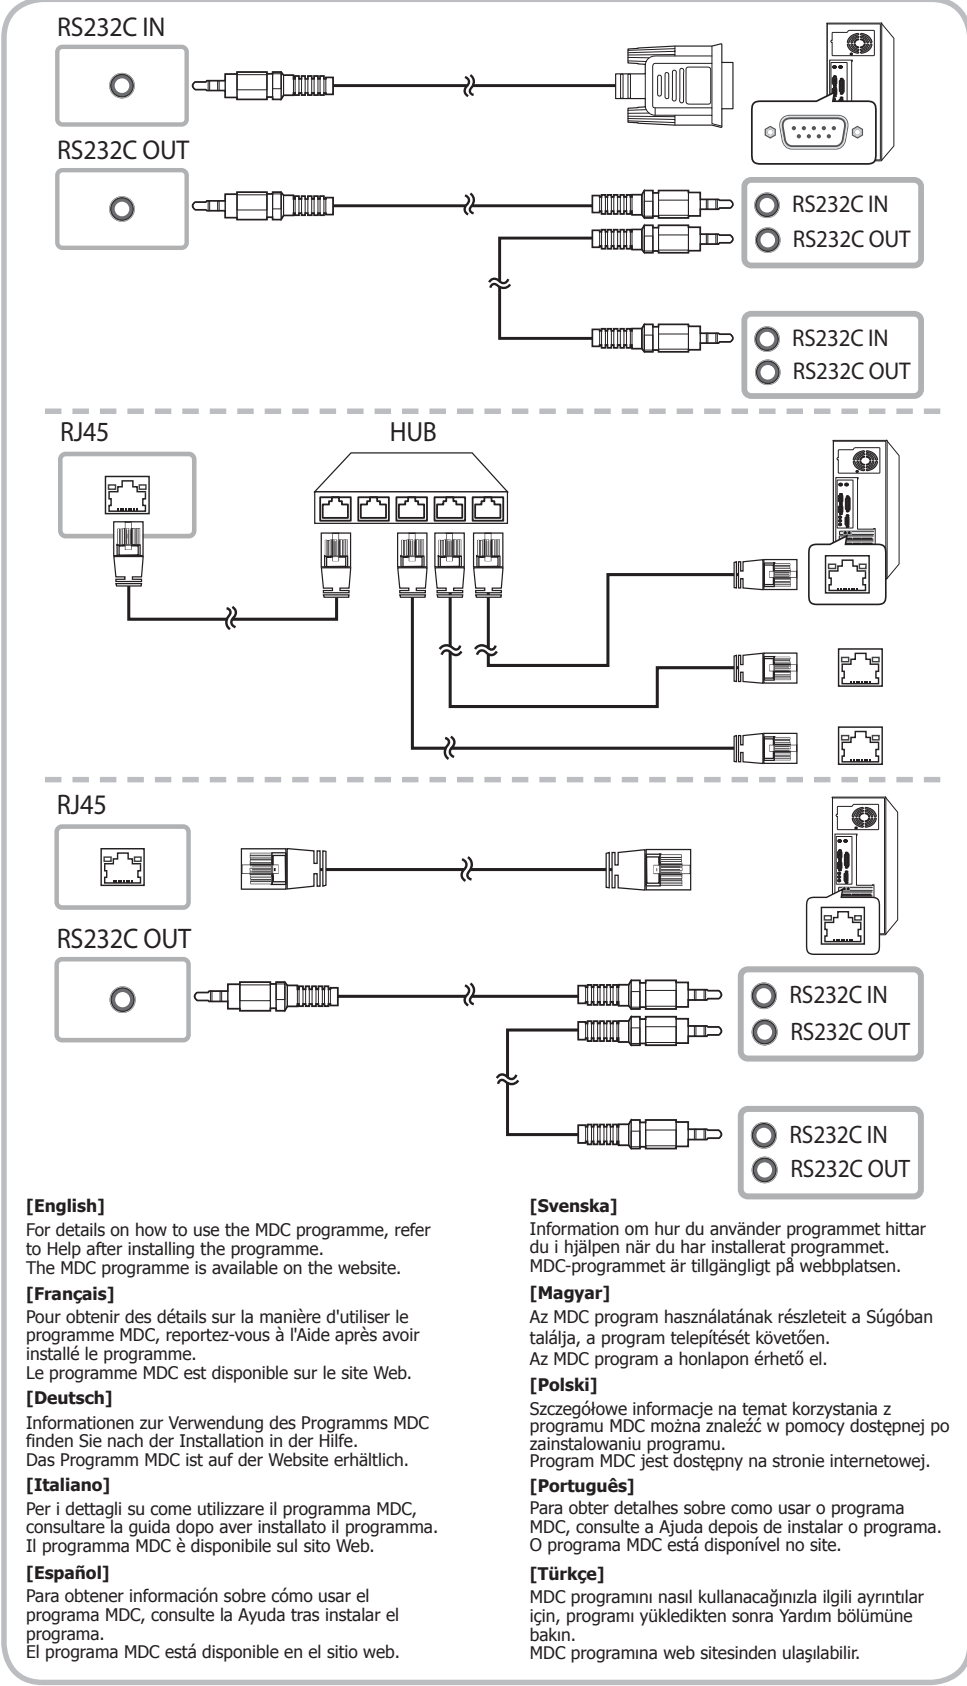 RS232C IN
RS232C OUT
RS232C IN
RS232C OUT
RS232C IN
RS232C OUT
RJ45
HUB
RJ45
RS232C OUT
RS232C IN
RS232C OUT
RS232C IN
RS232C OUT
[English]
For details on how to use the MDC programme, refer
to Help after installing the programme.
The MDC programme is available on the website.
[Français]
Pour obtenir des détails sur la manière d'utiliser le
programme MDC, reportez-vous à l'Aide après avoir
installé le programme.
Le programme MDC est disponible sur le site Web.
[Deutsch]
Informationen zur Verwendung des Programms MDC
finden Sie nach der Installation in der Hilfe.
Das Programm MDC ist auf der Website erhältlich.
[Italiano]
Per i dettagli su come utilizzare il programma MDC,
consultare la guida dopo aver installato il programma.
Il programma MDC è disponibile sul sito Web.
[Español]
Para obtener información sobre cómo usar el
programa MDC, consulte la Ayuda tras instalar el
programa.
El programa MDC está disponible en el sitio web.
[Svenska]
Information om hur du använder programmet hittar
du i hjälpen när du har installerat programmet.
MDC-programmet är tillgängligt på webbplatsen.
[Magyar]
Az MDC program használatának részleteit a Súgóban
találja, a program telepítését követően.
Az MDC program a honlapon érhető el.
[Polski]
Szczegółowe informacje na temat korzystania z
programu MDC można znaleźć w pomocy dostępnej po
zainstalowaniu programu.
Program MDC jest dostępny na stronie internetowej.
[Português]
Para obter detalhes sobre como usar o programa
MDC, consulte a Ajuda depois de instalar o programa.
O programa MDC está disponível no site.
[Türkçe]
MDC programını nasıl kullanacağınızla ilgili ayrıntılar
için, programı yükledikten sonra Yardım bölümüne
bakın.
MDC programına web sitesinden ulaşılabilir.